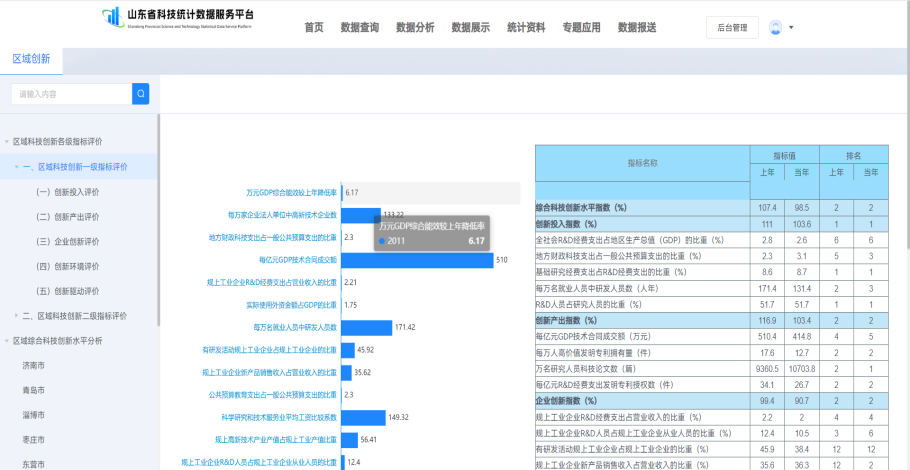 山东省科技统计数据服务平台
Shandong Provincial Science and Technology Statistical Data Service Platform
首页 数据查询 数据分析 数据展示 统计资料 专题应用 数据报送
后台管理
区域创新
请输入内容
区域科技创新各级指标评价
一、区域科技创新一级指标评价
（一）创新投入评价
（二）创新产出评价
（三）企业创新评价
（四）创新环境评价
（五）创新驱动评价
二、区域科技创新二级指标评价
区域综合科技创新水平分析
济南市
青岛市
淄博市
枣庄市
东营市
万元GDP综合能效较上年降低率 6.17
每万家企业法人单位中高新技术企业数 133.22
地方财政科技支出占一般公共预算支出的比重 2.3
每亿元GDP技术合同成交额 510
规上工业企业R&D经费支出占营业收入的比重 2.21
实际使用外资金额占GDP的比重 1.75
每万名就业人员中研发人员数 171.42
有研发活动规上工业企业占规上工业企业的比重 45.92
规上工业企业新产品销售收入占营业收入的比重 35.62
公共预算教育支出占一般公共预算支出的比重 2.3
科学研究和技术服务业平均工资比较系数 149.32
规上高新技术产业产值占规上工业产值比重 56.41
规上工业企业R&D人员占规上工业企业从业人员的比重 12.4
万元GDP综合能效较上年降低率
2011 6.17
指标名称 指标值 排名
上年 当年 上年 当年
综合科技创新水平指数（%） 107.4 98.5 2 2
创新投入指数（%） 111 103.6 1 1
全社会R&D经费支出占地区生产总值（GDP）的比重（%） 2.8 2.6 6 6
地方财政科技支出占一般公共预算支出的比重（%） 2.3 3.1 5 3
基础研究经费支出占R&D经费支出的比重（%） 8.6 8.7 1 1
每万名就业人员中研发人员数（人年） 171.4 131.4 2 3
R&D人员占研究人员的比重（%） 51.7 51.7 1 1
创新产出指数（%） 116.9 103.4 2 2
每亿元GDP技术合同成交额（万元） 510.4 414.8 4 5
每万人高价值发明专利拥有量（件） 17.6 12.7 2 2
万名研究人员科技论文数（篇） 9360.5 10703.8 2 1
每亿元R&D经费支出发明专利授权数（件） 34.1 26.7 2 2
企业创新指数（%） 99.4 90.7 2 2
规上工业企业R&D经费支出占营业收入的比重（%） 2.2 2 4 4
规上工业企业R&D人员占规上工业企业从业人员的比重（%） 12.4 10.5 3 6
有研发活动规上工业企业占规上工业企业的比重（%） 45.9 38.4 12 12
规上工业企业新产品销售收入占营业收入的比重（%） 35.6 36.3 12 2